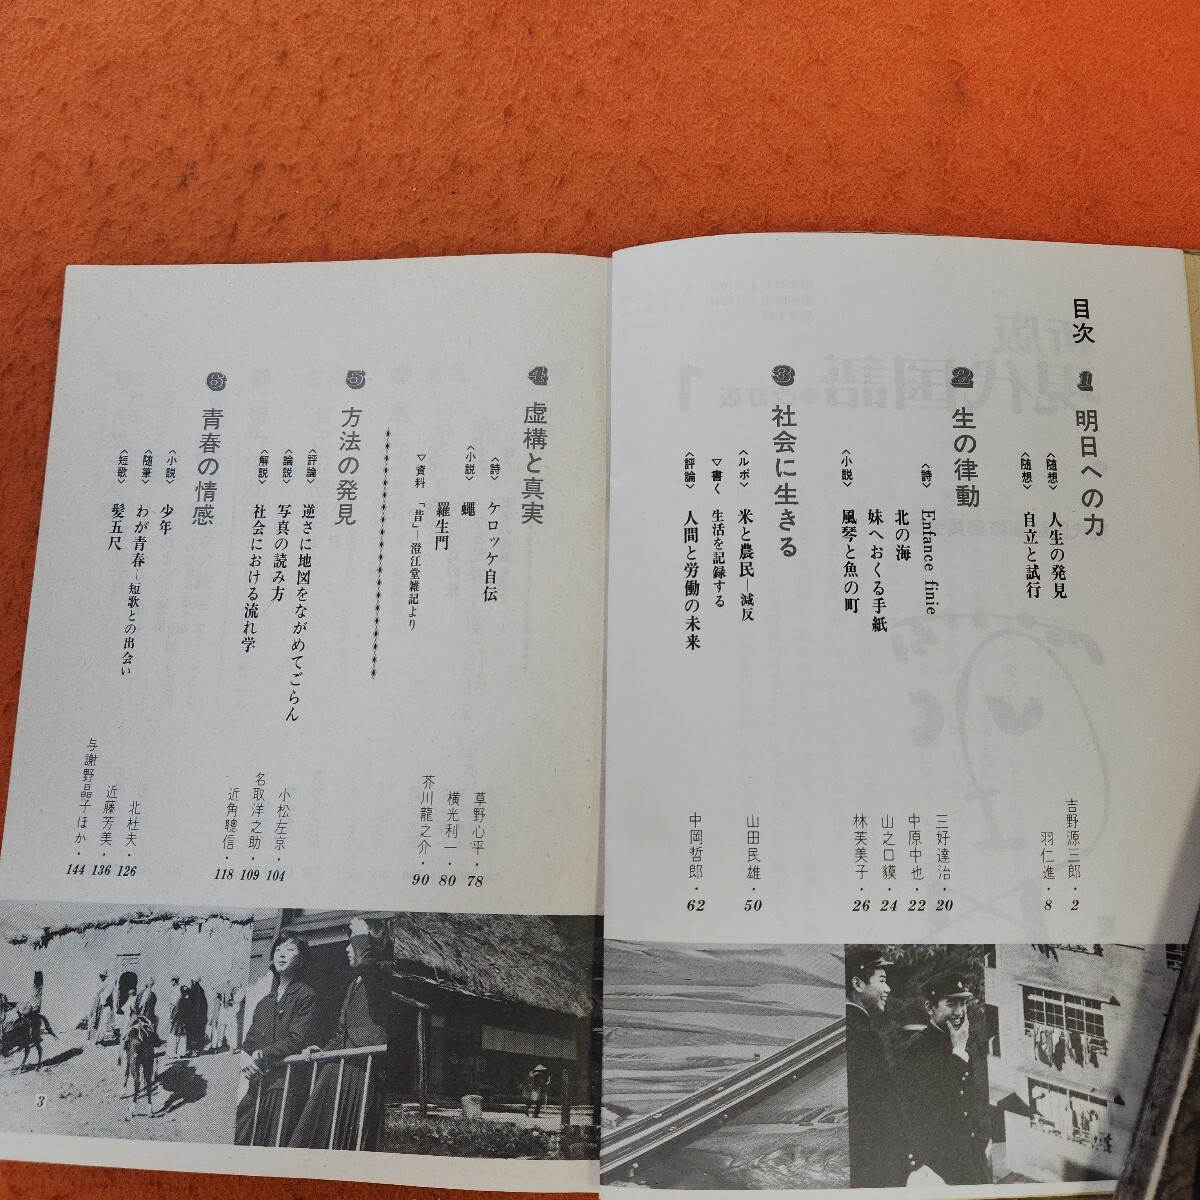 目次
1 明日への力
〈随想〉 人生の発見 吉野源三郎・2
〈随想〉 自立と試行 羽仁進・8
2 生の律動
〈詩〉 Enfance finie 三好達治・20
北の海 中原中也・22
妹へおくる手紙 山之口貘・24
〈小説〉 風琴と魚の町 林芙美子・26
3 社会に生きる
〈ルポ〉 米と農民―減反 山田民雄・50
▽書く 生活を記録する
〈評論〉 人間と労働の未来 中岡哲郎・62
4 虚構と真実
〈詩〉 ケロッケ自伝 草野心平・78
〈小説〉 蠅 横光利一・80
羅生門 芥川龍之介・90
▽資料 「昔」―澄江堂雑記より
5 方法の発見
〈評論〉 逆さに地図をながめてごらん 小松左京・104
〈論説〉 写真の読み方 名取洋之助・109
〈解説〉 社会における流れ学 近角聰信・118
6 青春の情感
〈小説〉 少年 北杜夫・126
〈随筆〉 わが青春―短歌との出会い 近藤芳美・136
〈短歌〉 髪五尺 与謝野晶子ほか・144
3
新版
現代国語 改訂版 1